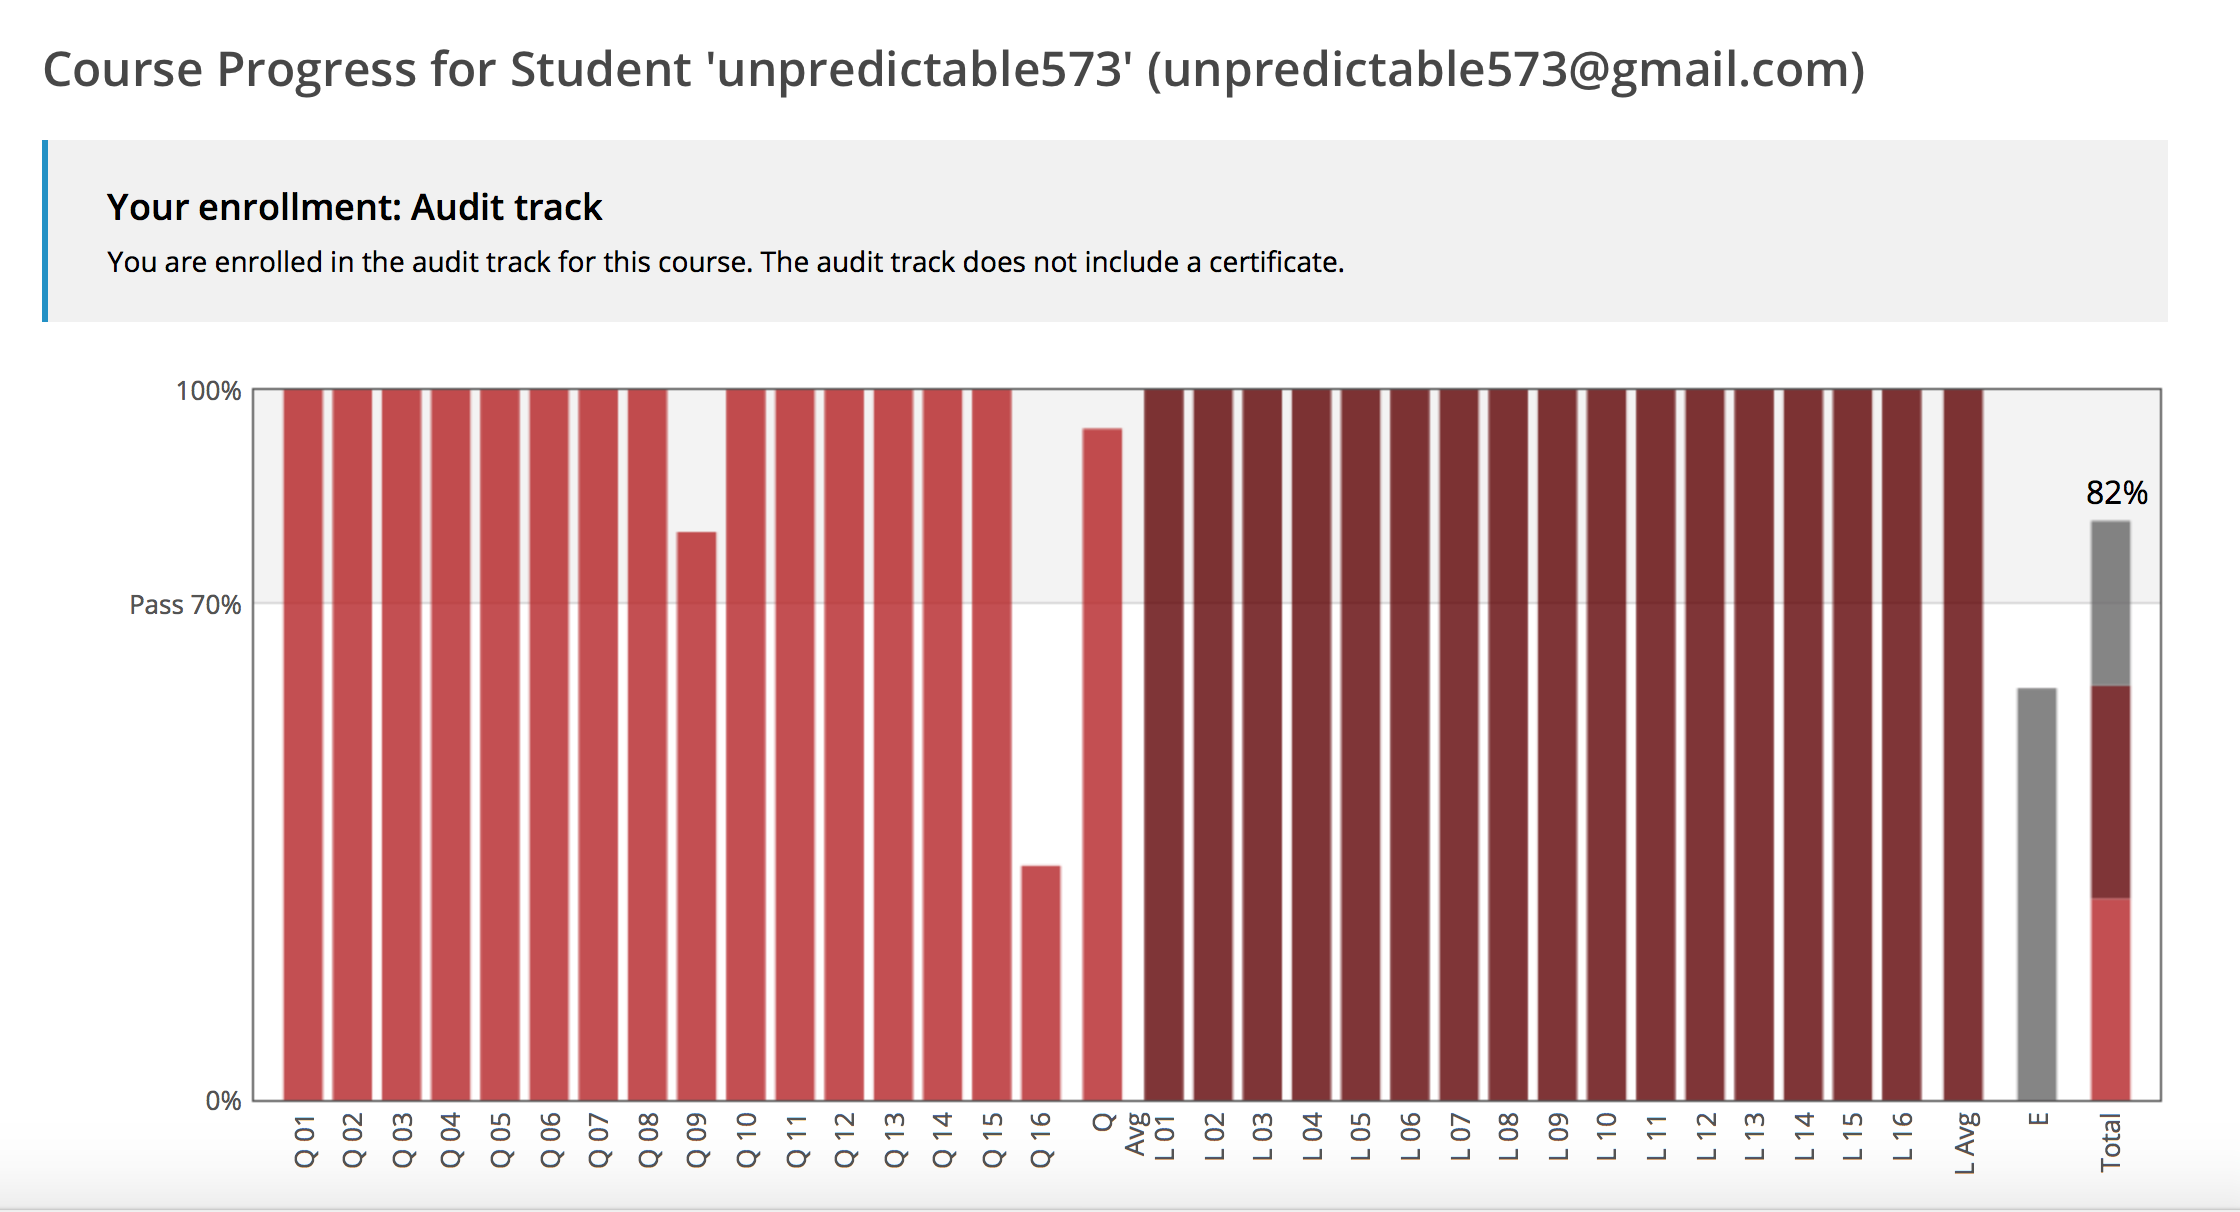 Course Progress for Student 'unpredictable573' (unpredictable573@gmail.com)
Your enrollment: Audit track
You are enrolled in the audit track for this course. The audit track does not include a certificate.
100%
82%
Pass 70%
0%
Q 01
Q 02
Q 03
Q 04
Q 05
Q 06
Q 07
Q 08
Q 09
Q 10
Q 11
Q 12
Q 13
Q 14
Q 15
Q 16
Q
Avg
L 01
L 02
L 03
L 04
L 05
L 06
L 07
L 08
L 09
L 10
L 11
L 12
L 13
L 14
L 15
L 16
L Avg
E
Total